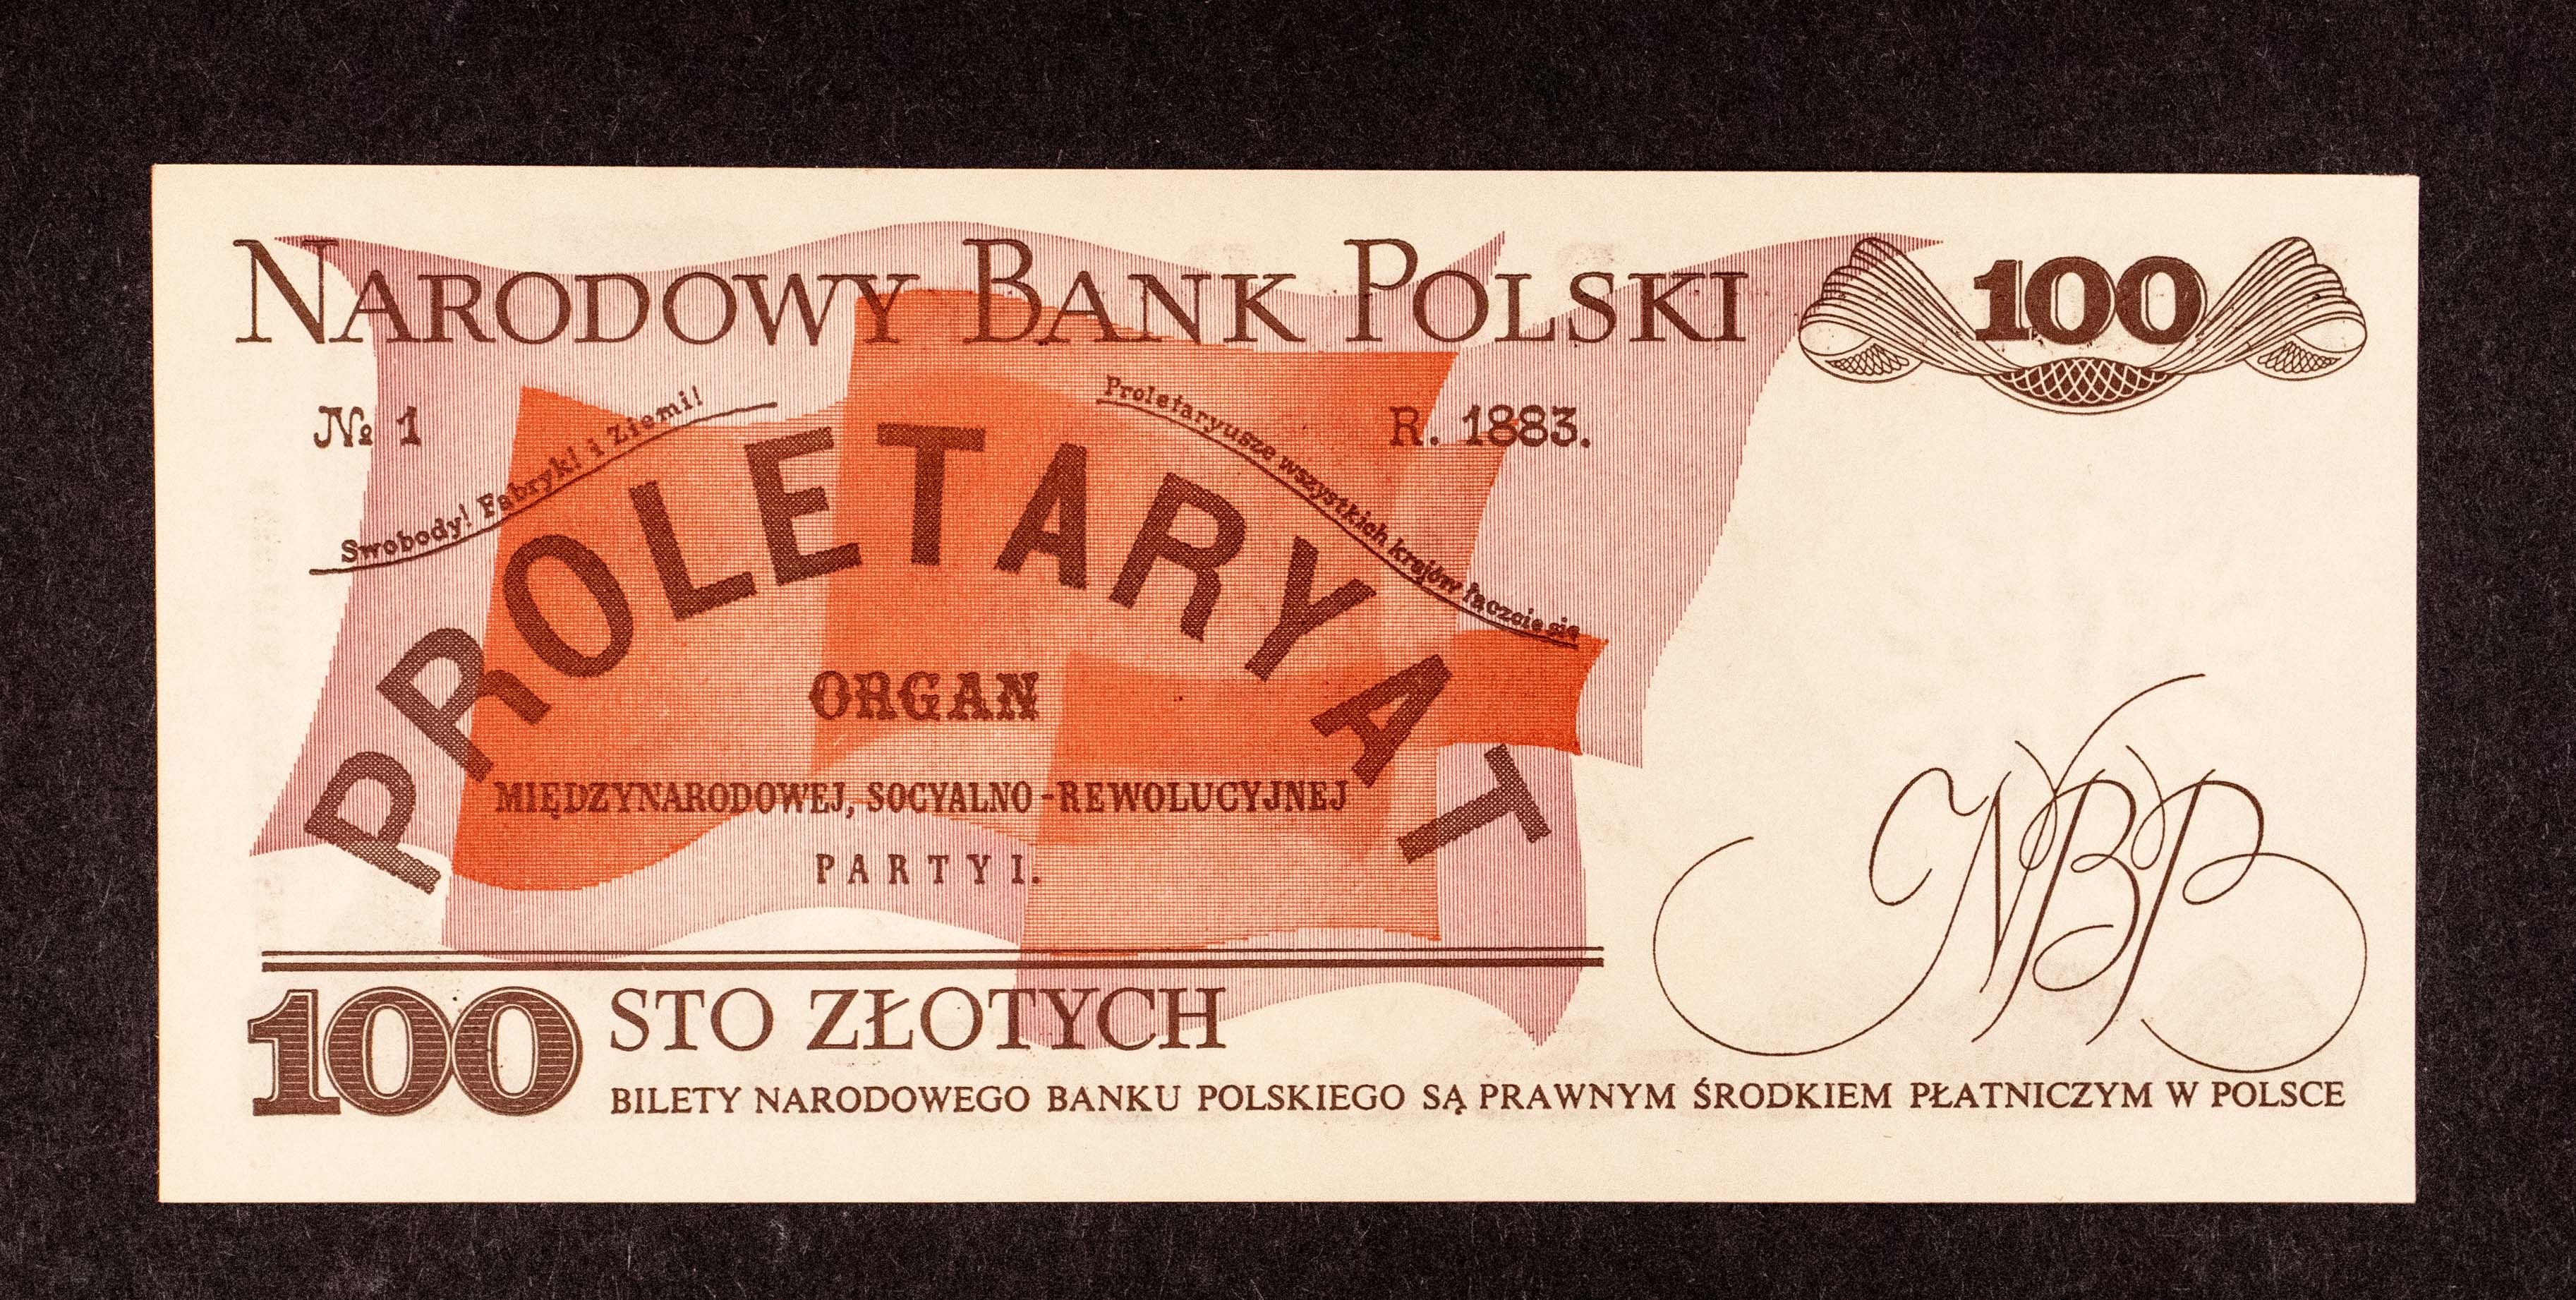 NARODOWY BANK POLSKI
100
№ 1
R. 1883.
Swobody! Fabryk! i Ziemi!
Proletaryusze wszystkich krajów łączcie się
PROLETARYAT
ORGAN
MIĘDZYNARODOWEJ, SOCYALNO-REWOLUCYJNEJ
PARTYI.
NBP
100 STO ZŁOTYCH
BILETY NARODOWEGO BANKU POLSKIEGO SĄ PRAWNYM ŚRODKIEM PŁATNICZYM W POLSCE